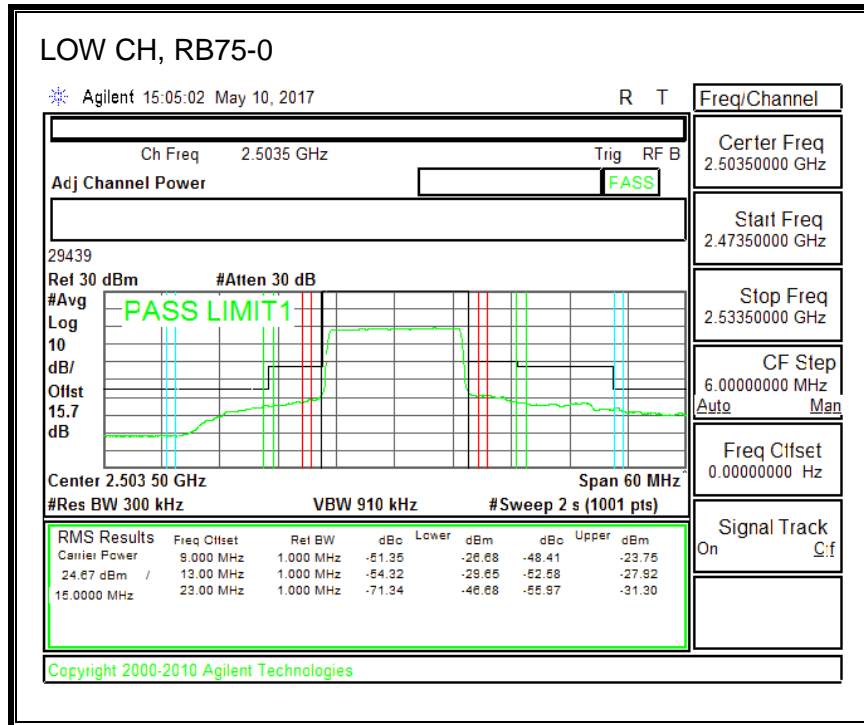 LOW CH, RB75-0
Agilent 15:05:02 May 10, 2017 R T
Ch Freq 2.5035 GHz Trig RF B
Adj Channel Power PASS
29439
Ref 30 dBm #Atten 30 dB
#Avg
Log
10
dB/
Offst
15.7
dB
PASS LIMIT1
Center 2.503 50 GHz Span 60 MHz^
#Res BW 300 kHz VBW 910 kHz #Sweep 2 s (1001 pts)
RMS Results Freq Offset Ref BW dBc Lower dBm dBc Upper dBm
Carrier Power 9.000 MHz 1.000 MHz -51.35 -26.68 -48.41 -23.75
24.67 dBm / 13.00 MHz 1.000 MHz -54.32 -29.65 -52.58 -27.92
15.0000 MHz 23.00 MHz 1.000 MHz -71.34 -46.68 -55.97 -31.30
Copyright 2000-2010 Agilent Technologies
Freq/Channel
Center Freq
2.50350000 GHz
Start Freq
2.47350000 GHz
Stop Freq
2.53350000 GHz
CF Step
6.00000000 MHz
Auto Man
Freq Offset
0.00000000 Hz
Signal Track
On Off